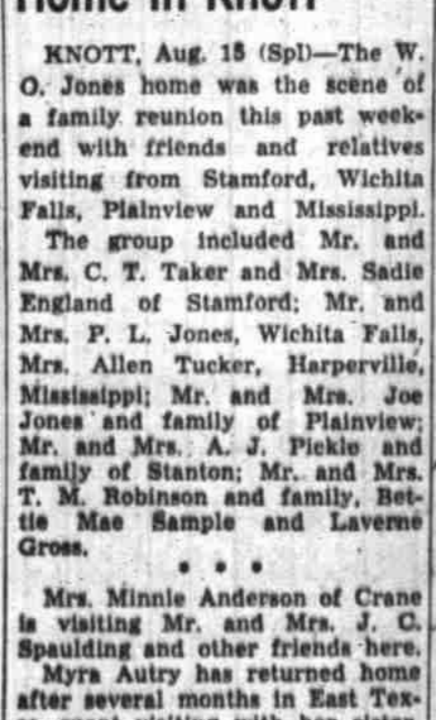 Home in Knott
KNOTT, Aug. 15 (Spl)—The W.
O. Jones home was the scene of
a family reunion this past week-
end with friends and relatives
visiting from Stamford, Wichita
Falls, Plainview and Mississippi.
The group included Mr. and
Mrs. C. T. Taker and Mrs. Sadie
England of Stamford; Mr. and
Mrs. P. L. Jones, Wichita Falls,
Mrs. Allen Tucker, Harperville,
Mississippi; Mr. and Mrs. Joe
Jones and family of Plainview;
Mr. and Mrs. A. J. Pickle and
family of Stanton; Mr. and Mrs.
T. M. Robinson and family, Bet-
tie Mae Sample and Laverne
Gross.
• • •
Mrs. Minnie Anderson of Crane
is visiting Mr. and Mrs. J. C.
Spaulding and other friends here.
Myra Autry has returned home
after several months in East Tex-